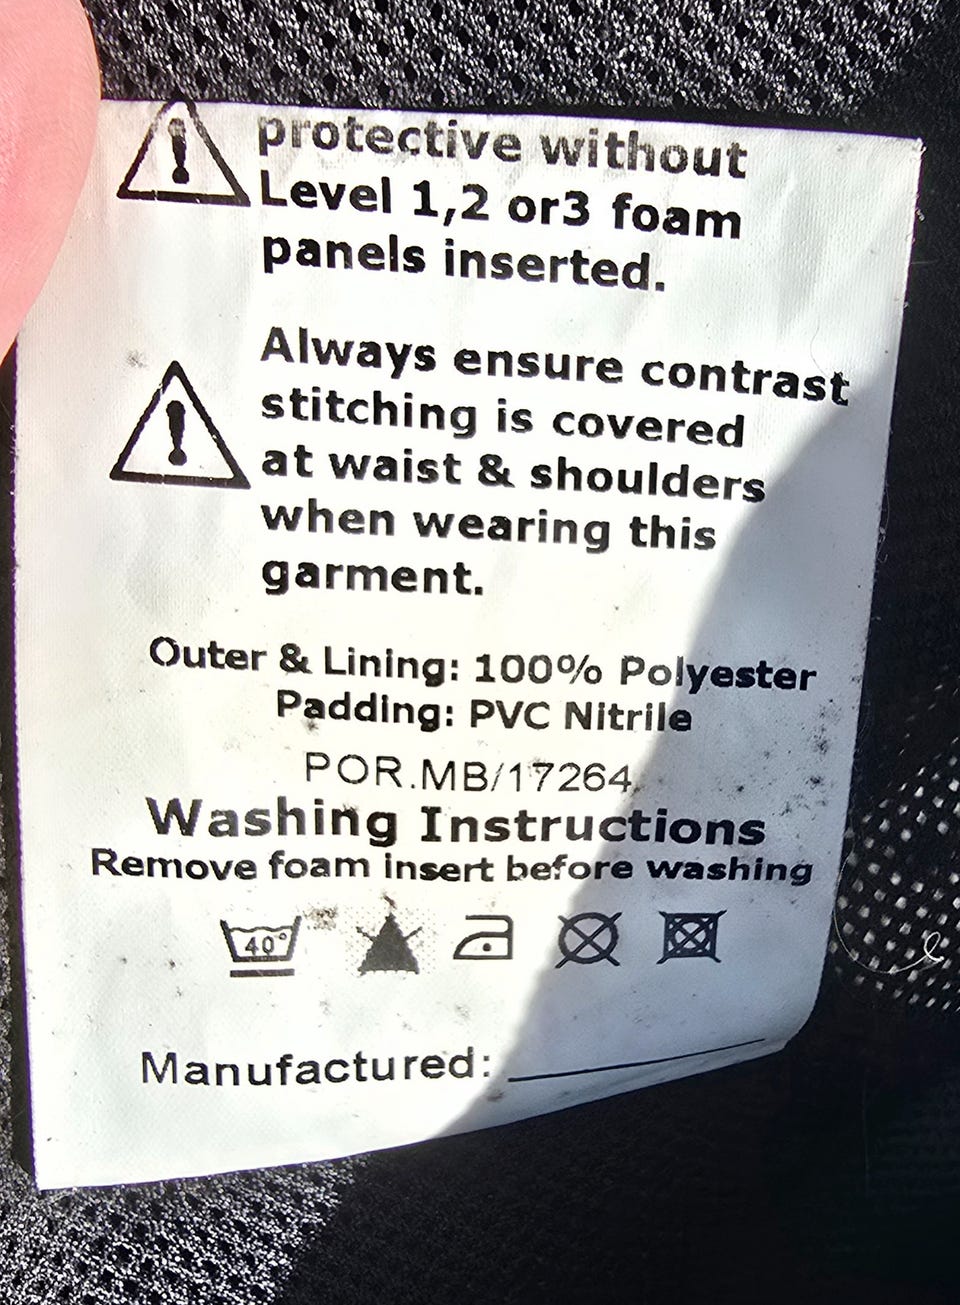 protective without
Level 1,2 or3 foam
panels inserted.
Always ensure contrast
stitching is covered
at waist & shoulders
when wearing this
garment.
Outer & Lining: 100% Polyester
Padding: PVC Nitrile
POR.MB/17264
Washing Instructions
Remove foam insert before washing
40°
Manufactured: